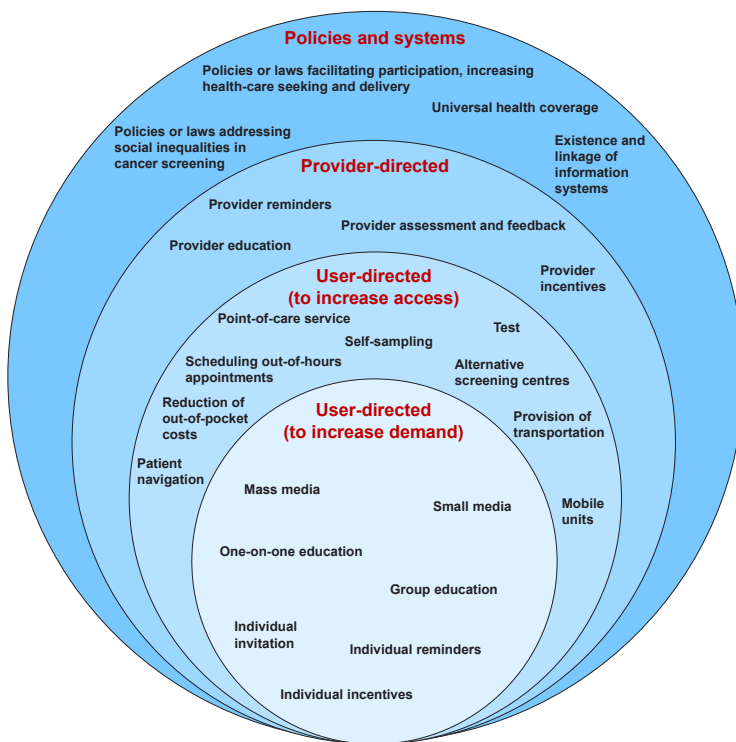 Policies and systems
Policies or laws facilitating participation, increasing
health-care seeking and delivery
Universal health coverage
Policies or laws addressing
social inequalities in
cancer screening
Existence and
linkage of
information
systems
Provider-directed
Provider reminders
Provider assessment and feedback
Provider education
Provider
incentives
User-directed
(to increase access)
Point-of-care service
Test
Self-sampling
Scheduling out-of-hours
appointments
Alternative
screening centres
Reduction of
out-of-pocket
costs
Provision of
transportation
Patient
navigation
Mobile
units
User-directed
(to increase demand)
Mass media
Small media
One-on-one education
Group education
Individual
invitation
Individual reminders
Individual incentives